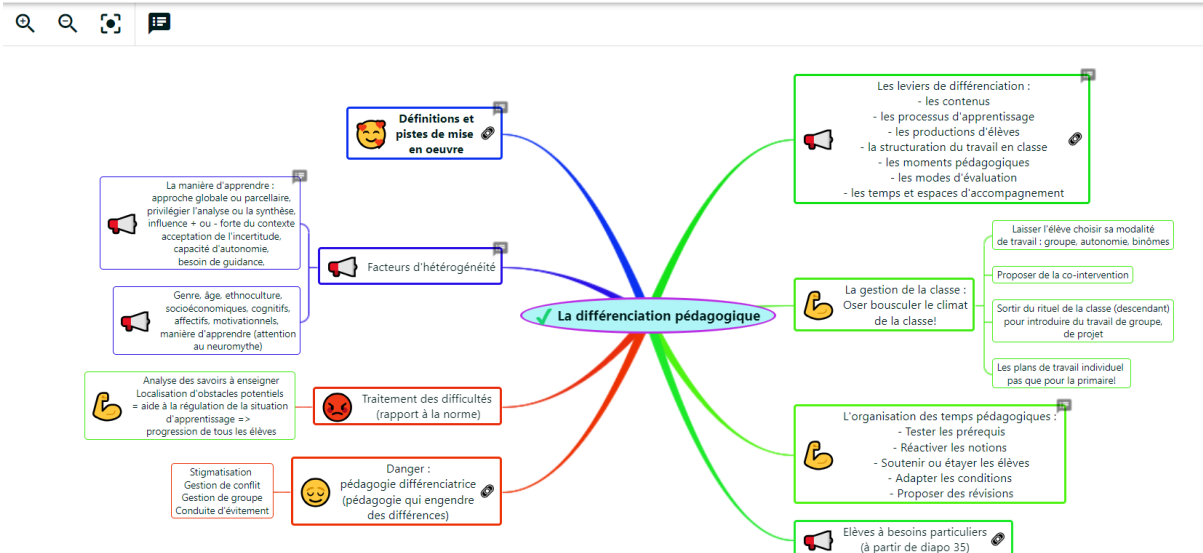 La différenciation pédagogique
Définitions et
pistes de mise
en oeuvre
Facteurs d'hétérogénéité
La manière d'apprendre :
approche globale ou parcellaire,
privilégier l'analyse ou la synthèse,
influence + ou - forte du contexte
acceptation de l'incertitude,
capacité d'autonomie,
besoin de guidance,
Genre, âge, ethnoculture,
socioéconomiques, cognitifs,
affectifs, motivationnels,
manière d'apprendre (attention
au neuromythe)
Traitement des difficultés
(rapport à la norme)
Analyse des savoirs à enseigner
Localisation d'obstacles potentiels
= aide à la régulation de la situation
d'apprentissage =>
progression de tous les élèves
Danger :
pédagogie différenciatrice
(pédagogie qui engendre
des différences)
Stigmatisation
Gestion de conflit
Gestion de groupe
Conduite d'évitement
Les leviers de différenciation :
- les contenus
- les processus d'apprentissage
- les productions d'élèves
- la structuration du travail en classe
- les moments pédagogiques
- les modes d'évaluation
- les temps et espaces d'accompagnement
La gestion de la classe :
Oser bousculer le climat
de la classe!
Laisser l'élève choisir sa modalité
de travail : groupe, autonomie, binômes
Proposer de la co-intervention
Sortir du rituel de la classe (descendant)
pour introduire du travail de groupe,
de projet
Les plans de travail individuel
pas que pour la primaire!
L'organisation des temps pédagogiques :
- Tester les prérequis
- Réactiver les notions
- Soutenir ou étayer les élèves
- Adapter les conditions
- Proposer des révisions
Elèves à besoins particuliers
(à partir de diapo 35)